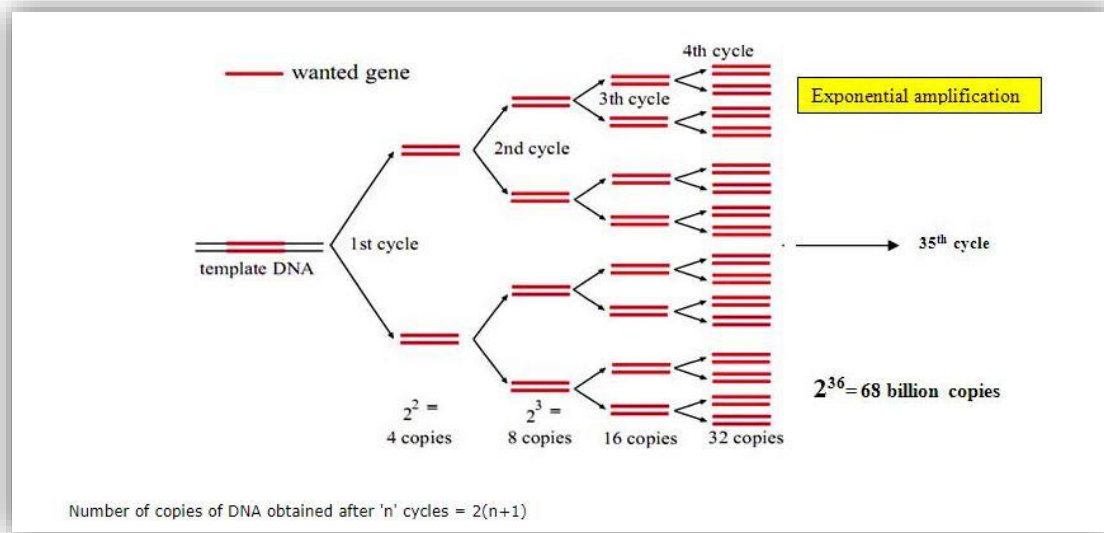 4th cycle
wanted gene
3th cycle
Exponential amplification
2nd cycle
1st cycle
35th cycle
template DNA
2^36 = 68 billion copies
2^2 =
4 copies
2^3 =
8 copies
16 copies
32 copies
Number of copies of DNA obtained after 'n' cycles = 2(n+1)